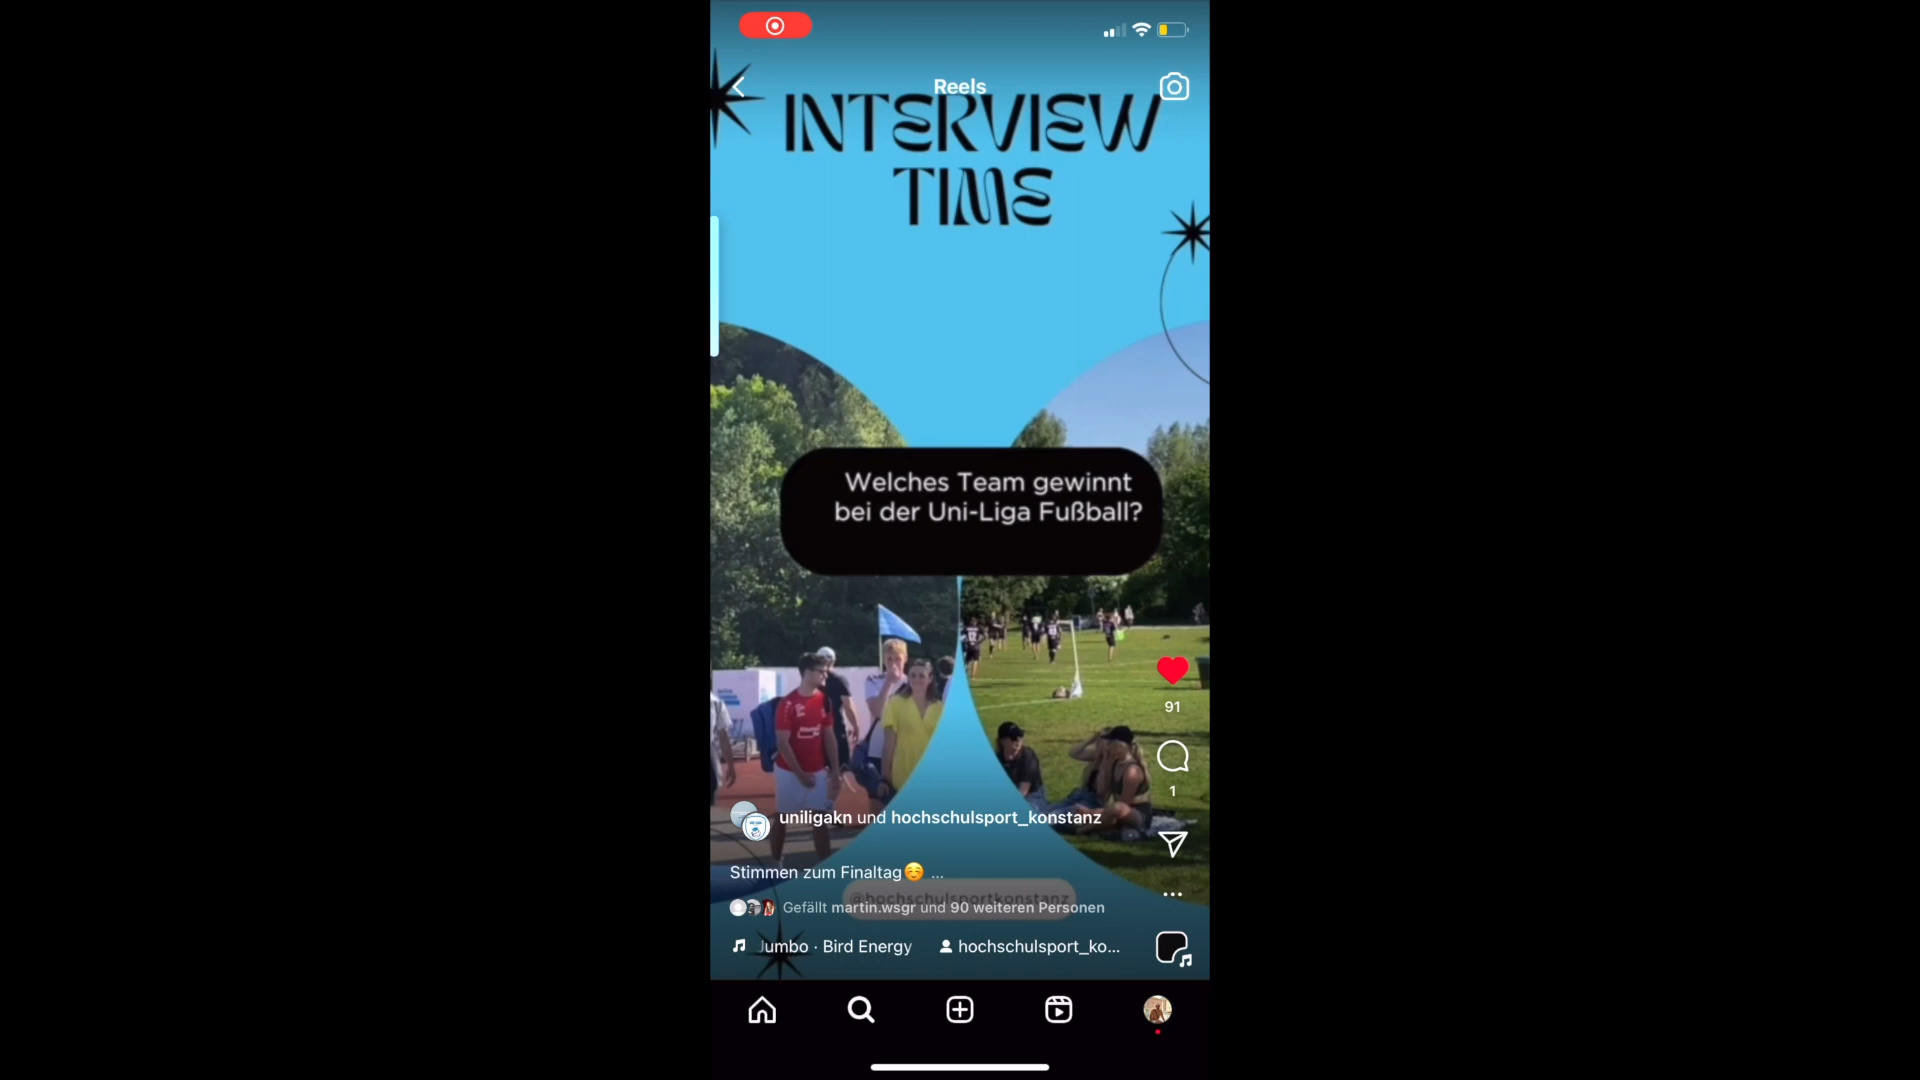 Reels
INTERVIEW
TIME
Welches Team gewinnt
bei der Uni-Liga Fußball?
91
1
uniligakn und hochschulsport_konstanz
Stimmen zum Finaltag☺️ ...
@hochschulsportkonstanz
Gefällt martin.wsgr und 90 weiteren Personen
Jumbo · Bird Energy hochschulsport_ko...